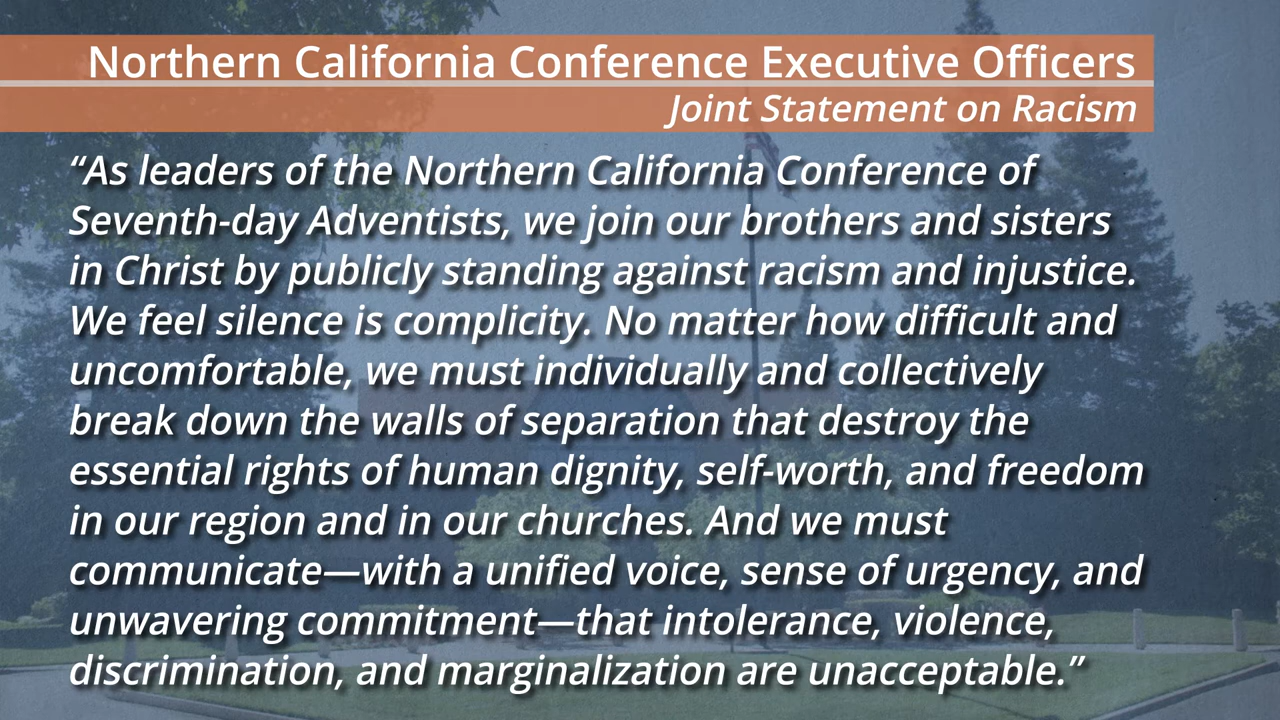 Northern California Conference Executive Officers
Joint Statement on Racism
“As leaders of the Northern California Conference of
Seventh-day Adventists, we join our brothers and sisters
in Christ by publicly standing against racism and injustice.
We feel silence is complicity. No matter how difficult and
uncomfortable, we must individually and collectively
break down the walls of separation that destroy the
essential rights of human dignity, self-worth, and freedom
in our region and in our churches. And we must
communicate—with a unified voice, sense of urgency, and
unwavering commitment—that intolerance, violence,
discrimination, and marginalization are unacceptable.”